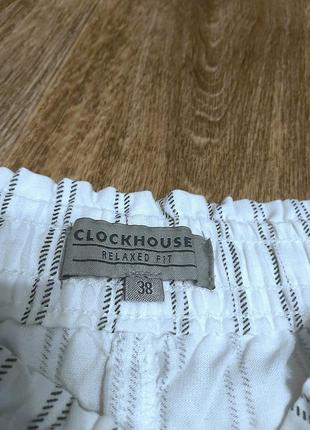 CLOCKHOUSE
RELAXED FIT
38